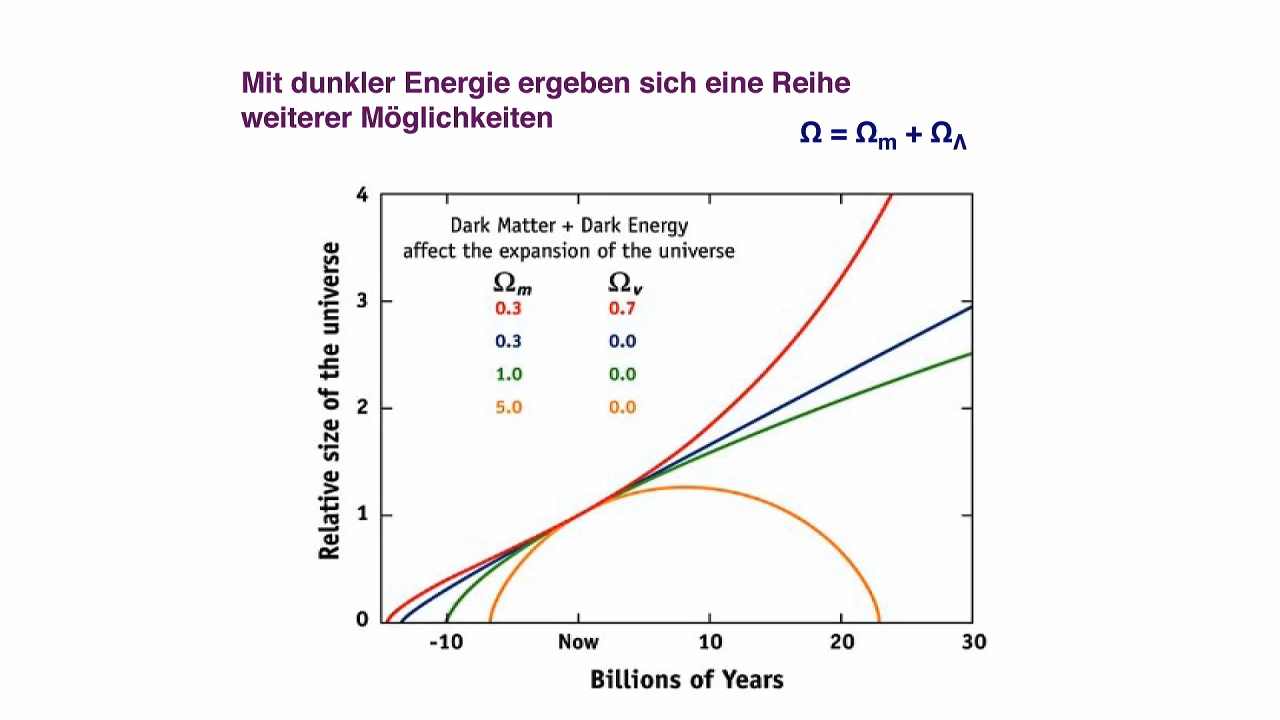 Mit dunkler Energie ergeben sich eine Reihe
weiterer Möglichkeiten
Ω = Ωm + ΩΛ
Dark Matter + Dark Energy
affect the expansion of the universe
Ωm Ωv
0.3 0.7
0.3 0.0
1.0 0.0
5.0 0.0
Relative size of the universe
4
3
2
1
0
-10 Now 10 20 30
Billions of Years